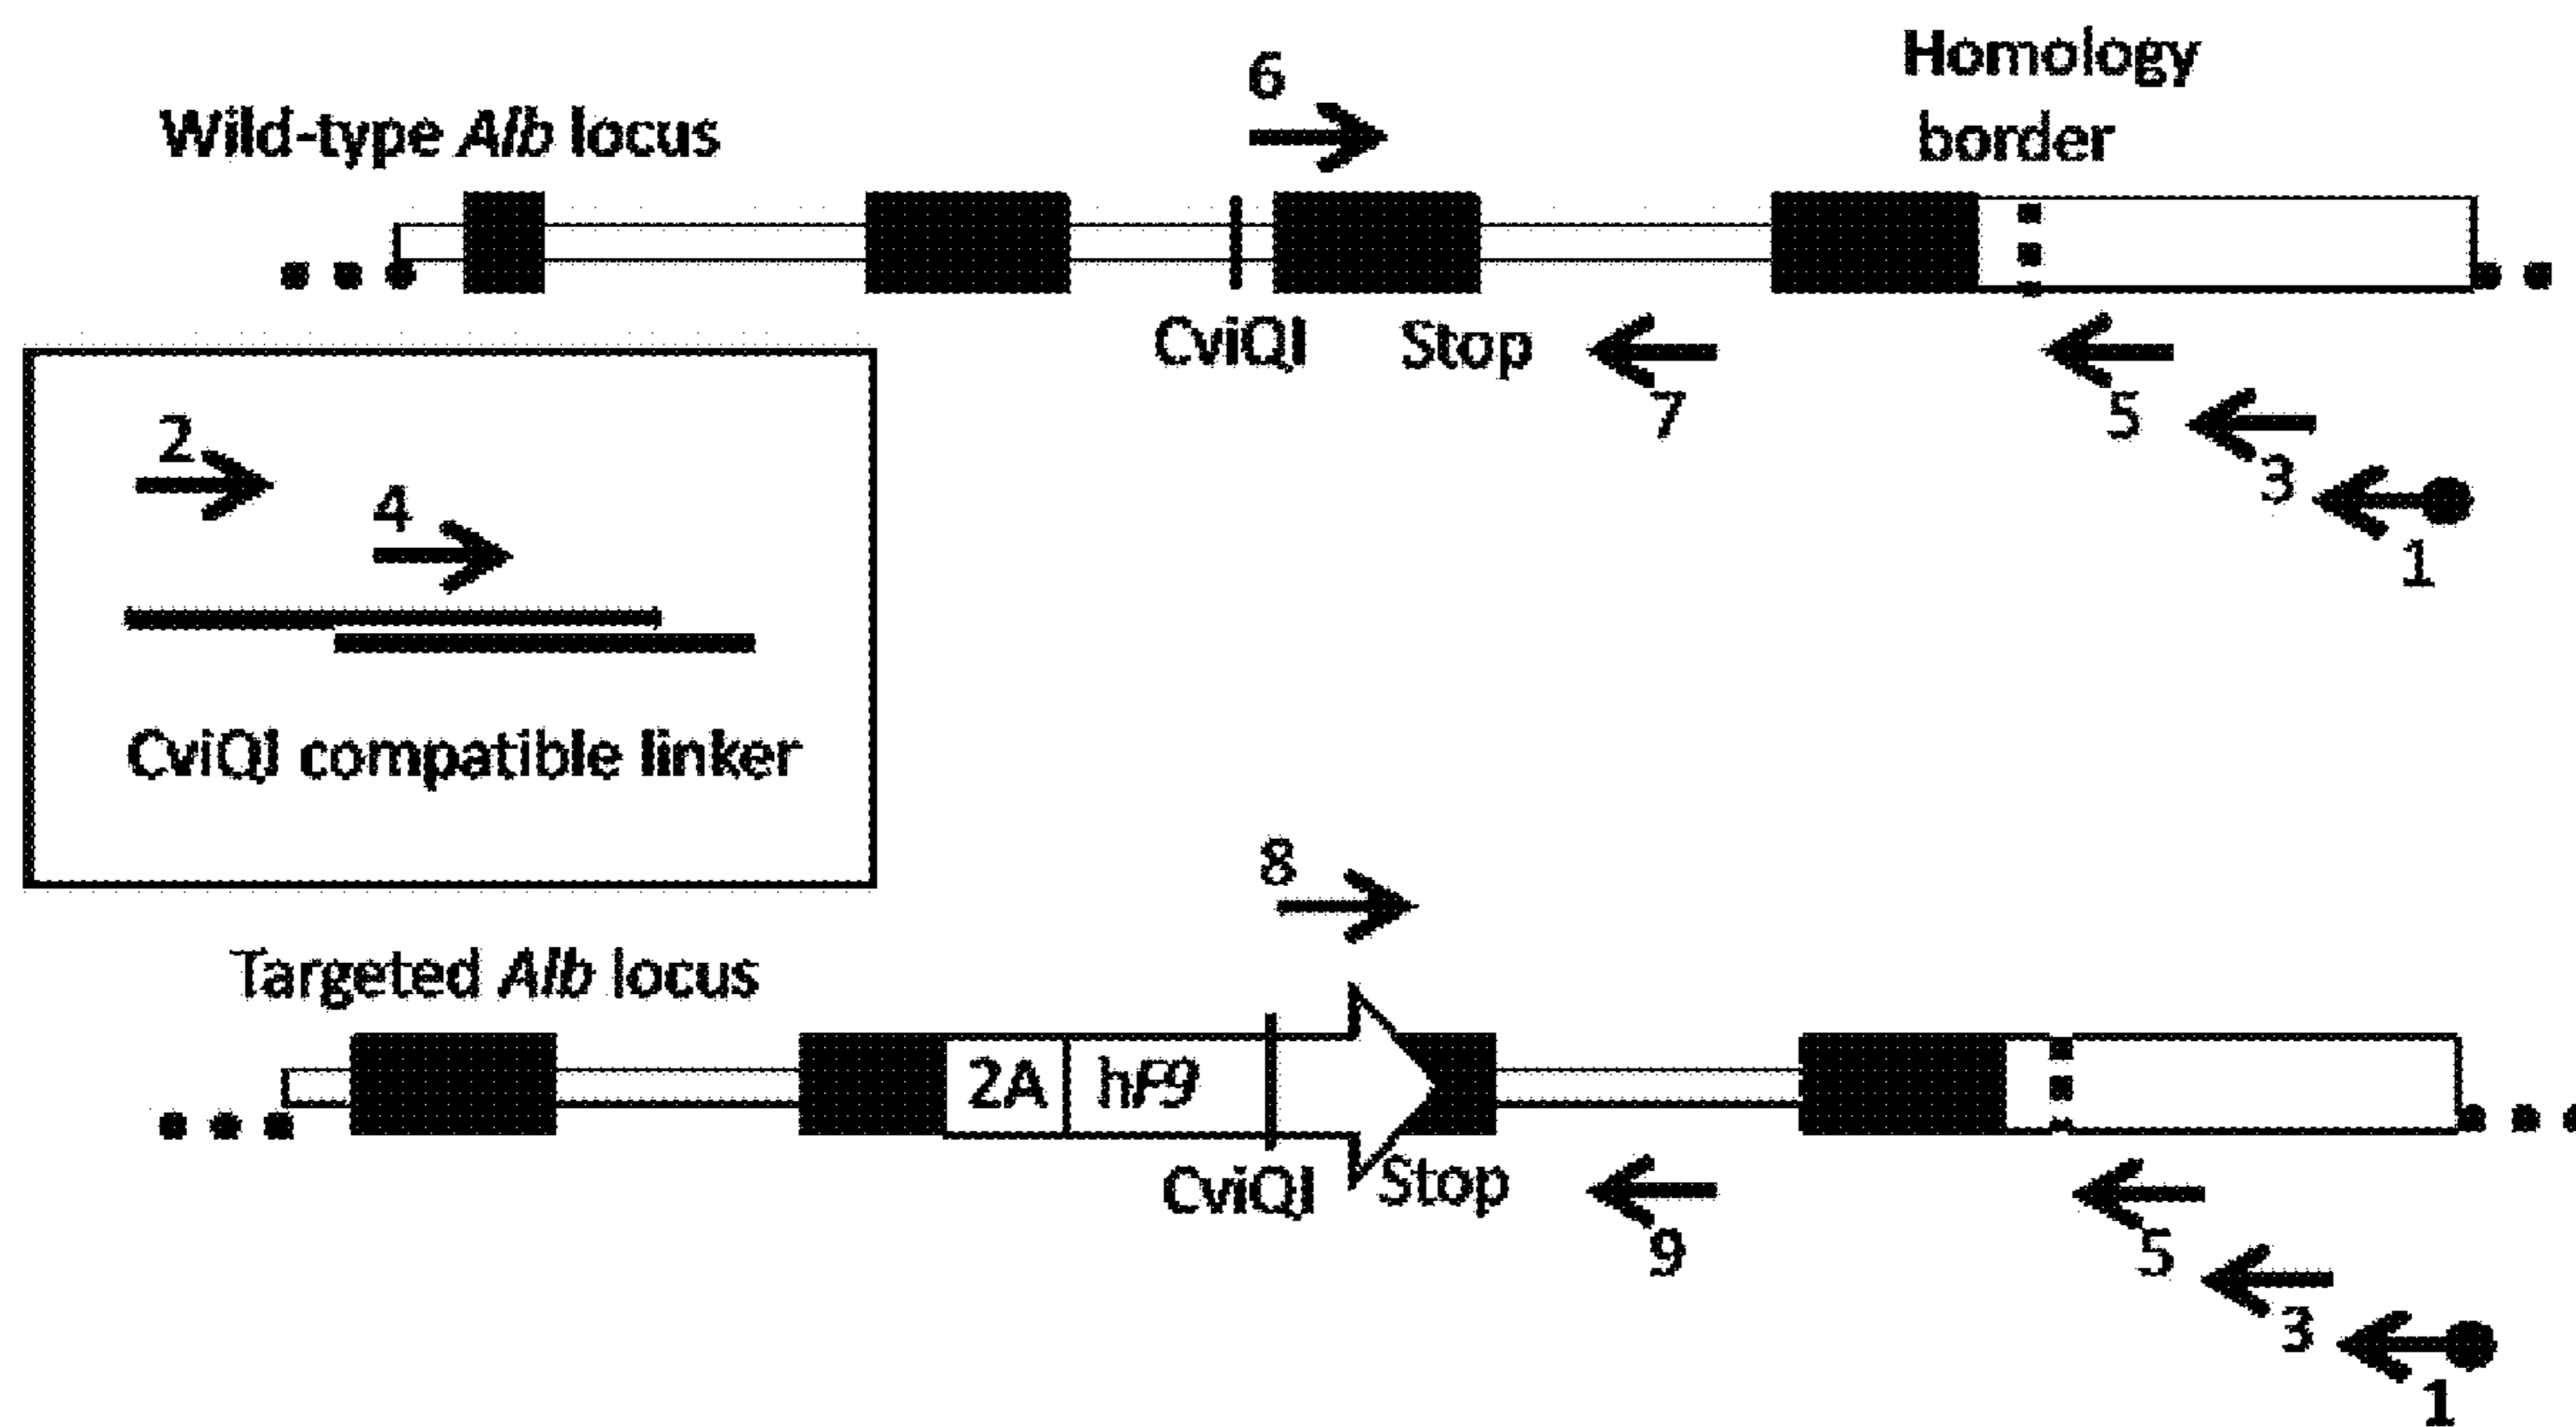 Homology
border
6
Wild-type Alb locus
CviQI
Stop
7
5
3
1
2
4
CviQI compatible linker
8
Targeted Alb locus
2A
hF9
CviQI
Stop
9
5
3
1